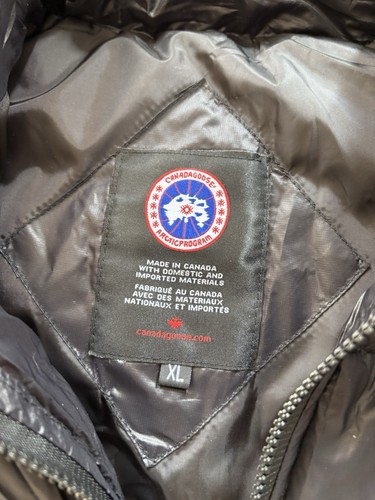 CANADA GOOSE
ARCTIC PROGRAM
MADE IN CANADA
WITH DOMESTIC AND
IMPORTED MATERIALS
FABRIQUÉ AU CANADA
AVEC DES MATERIAUX
NATIONAUX ET IMPORTÉS
canadagoose.com
XL